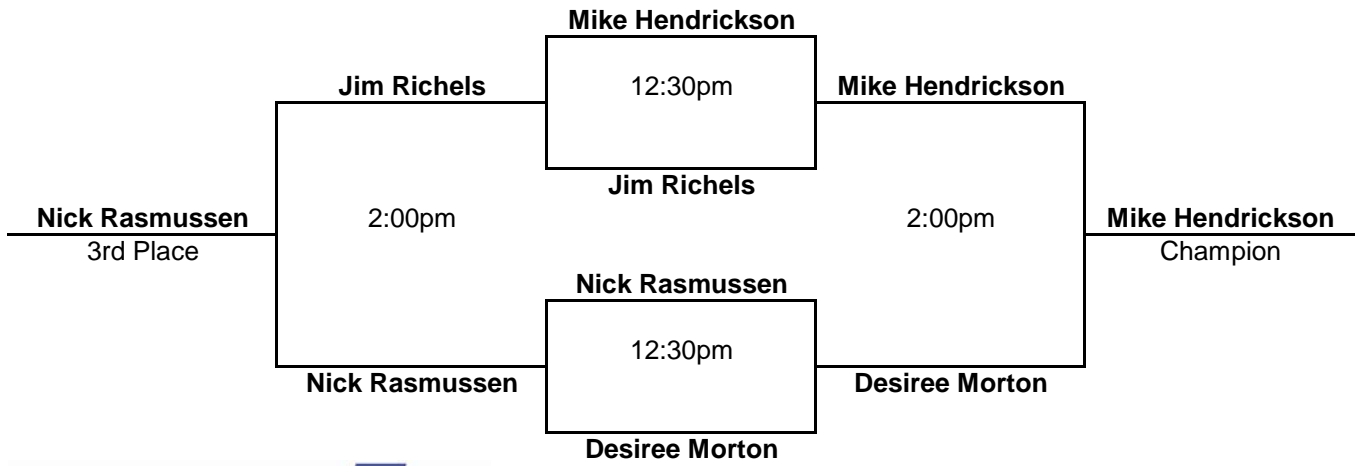 Mike Hendrickson
Jim Richels 12:30pm Mike Hendrickson
Jim Richels
Nick Rasmussen 2:00pm 2:00pm Mike Hendrickson
3rd Place Champion
Nick Rasmussen
12:30pm
Nick Rasmussen Desiree Morton
Desiree Morton